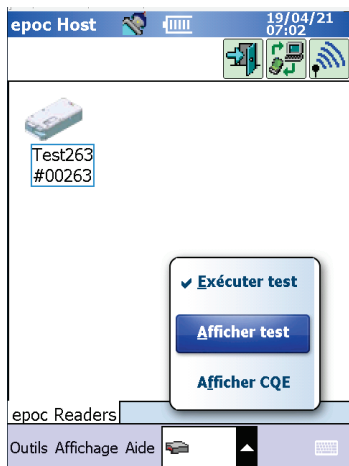 epoc Host
19/04/21
07:02
Test263
#00263
Exécuter test
Afficher test
Afficher CQE
epoc Readers
Outils Affichage Aide